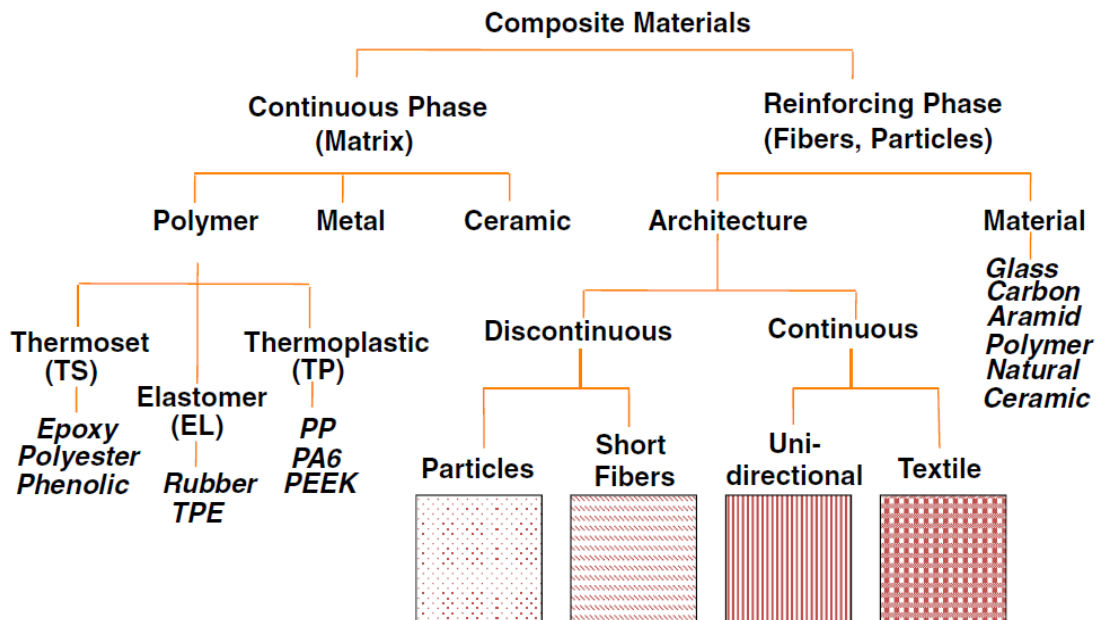 Composite Materials
Continuous Phase
(Matrix)
Reinforcing Phase
(Fibers, Particles)
Polymer
Metal
Ceramic
Architecture
Material
Glass
Carbon
Aramid
Polymer
Natural
Ceramic
Thermoset
(TS)
Elastomer
(EL)
Thermoplastic
(TP)
Discontinuous
Continuous
Epoxy
Polyester
Phenolic
Rubber
TPE
PP
PA6
PEEK
Particles
Short
Fibers
Uni-
directional
Textile